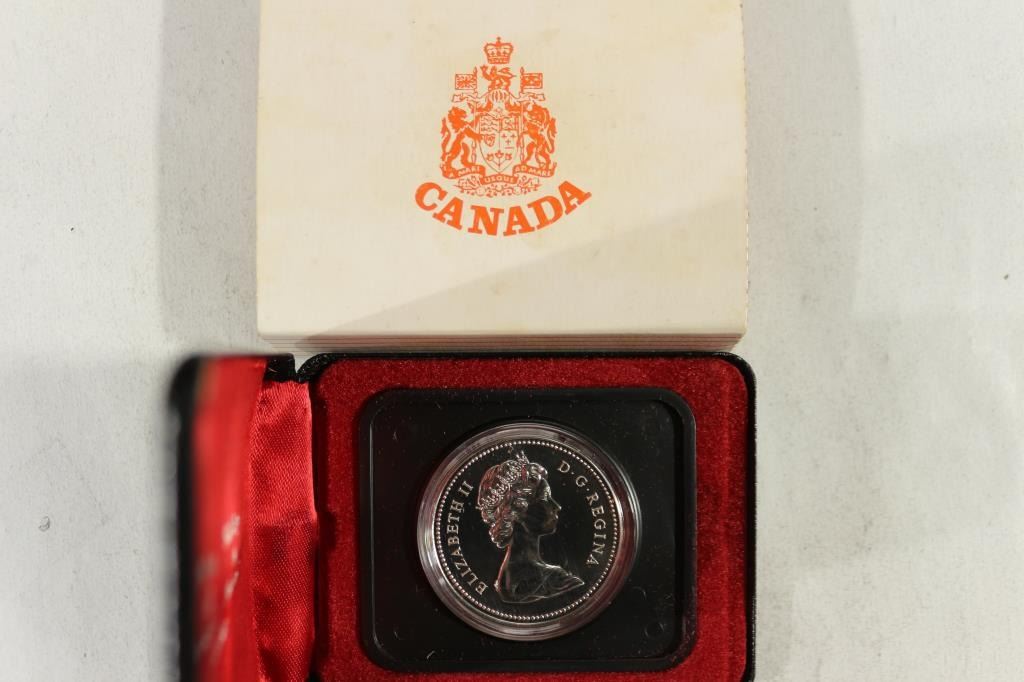 A MARI USQUE AD MARE
CANADA
ELIZABETH II D·G·REGINA